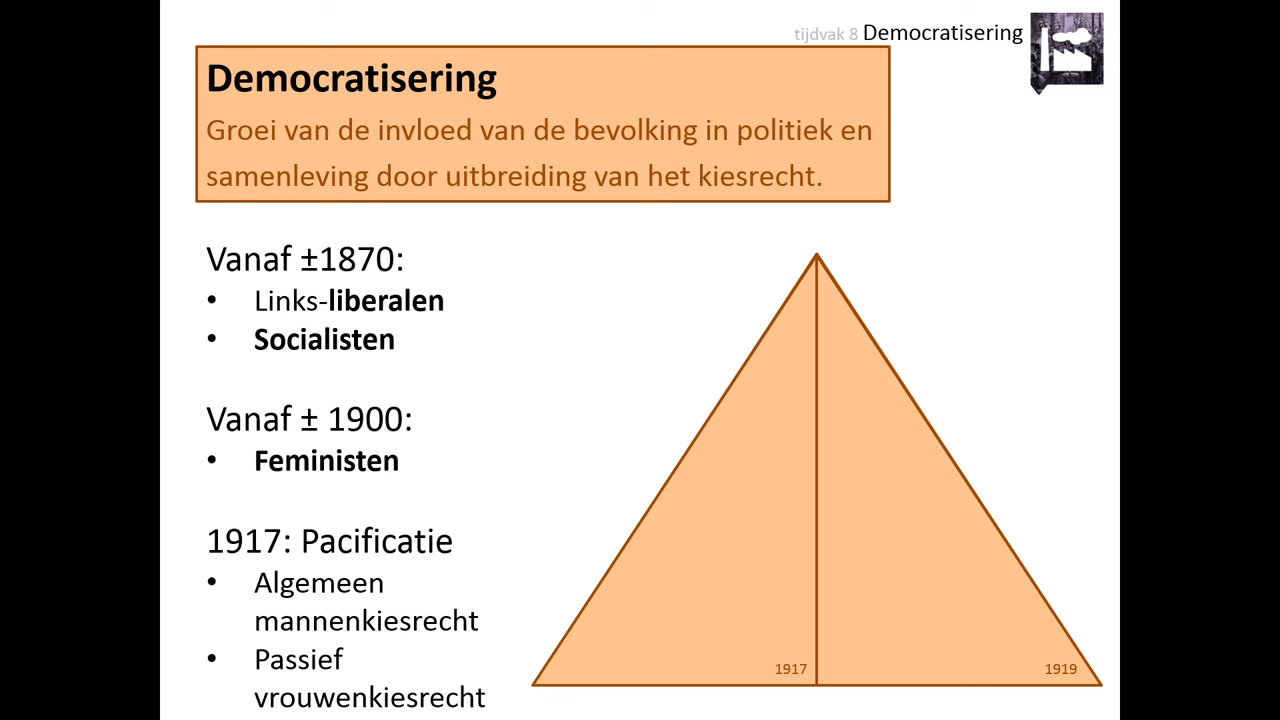 tijdvak 8 Democratisering
Democratisering
Groei van de invloed van de bevolking in politiek en
samenleving door uitbreiding van het kiesrecht.
Vanaf ±1870:
• Links-liberalen
• Socialisten
Vanaf ± 1900:
• Feministen
1917: Pacificatie
• Algemeen
mannenkiesrecht
• Passief
vrouwenkiesrecht
1917
1919